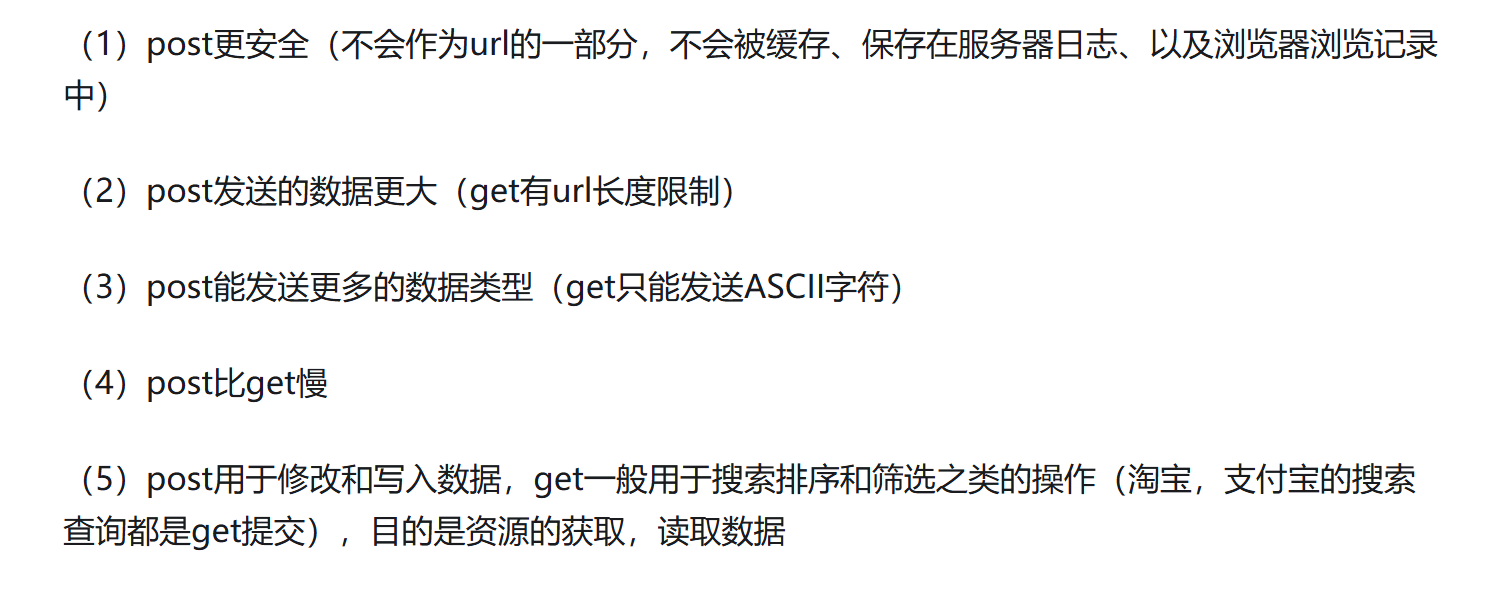 （1）post更安全（不会作为url的一部分，不会被缓存、保存在服务器日志、以及浏览器浏览记录
中）
（2）post发送的数据更大（get有url长度限制）
（3）post能发送更多的数据类型（get只能发送ASCII字符）
（4）post比get慢
（5）post用于修改和写入数据，get一般用于搜索排序和筛选之类的操作（淘宝，支付宝的搜索
查询都是get提交），目的是资源的获取，读取数据